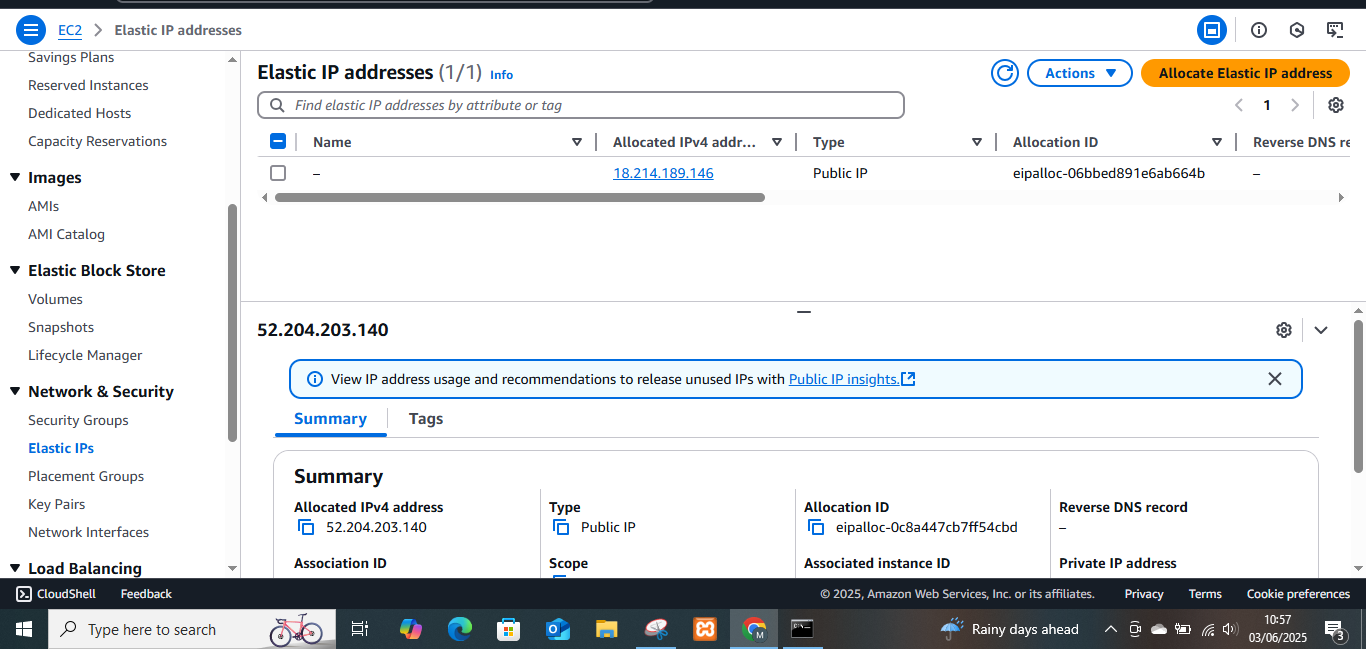 EC2 > Elastic IP addresses
Savings Plans
Reserved Instances
Dedicated Hosts
Capacity Reservations
Images
AMIs
AMI Catalog
Elastic Block Store
Volumes
Snapshots
Lifecycle Manager
Network & Security
Security Groups
Elastic IPs
Placement Groups
Key Pairs
Network Interfaces
Load Balancing
Elastic IP addresses (1/1) Info
Actions
Allocate Elastic IP address
Find elastic IP addresses by attribute or tag
1
Name Allocated IPv4 addr... Type Allocation ID Reverse DNS re
– 18.214.189.146 Public IP eipalloc-06bbed891e6ab664b –
52.204.203.140
View IP address usage and recommendations to release unused IPs with Public IP insights.
Summary Tags
Summary
Allocated IPv4 address Type Allocation ID Reverse DNS record
52.204.203.140 Public IP eipalloc-0c8a447cb7ff54cbd –
Association ID Scope Associated instance ID Private IP address
CloudShell Feedback © 2025, Amazon Web Services, Inc. or its affiliates. Privacy Terms Cookie preferences
Type here to search
Rainy days ahead
10:57
03/06/2025
3
M